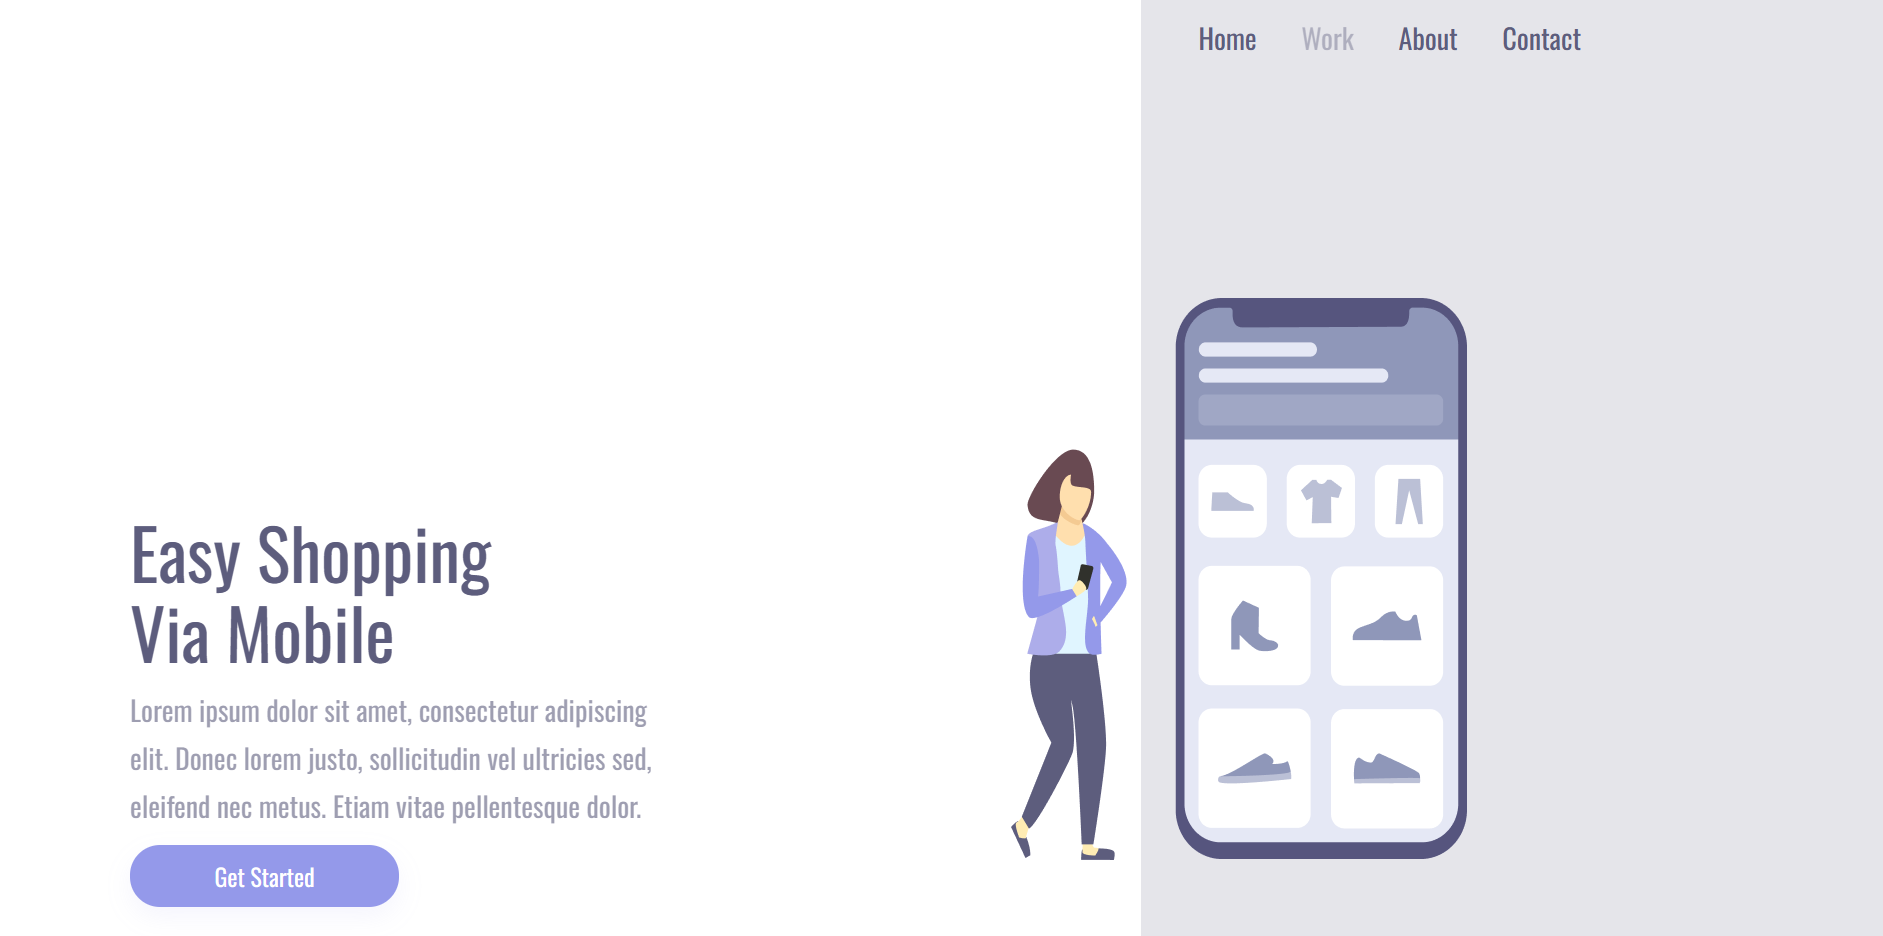 Home Work About Contact
Easy Shopping
Via Mobile
Lorem ipsum dolor sit amet, consectetur adipiscing
elit. Donec lorem justo, sollicitudin vel ultricies sed,
eleifend nec metus. Etiam vitae pellentesque dolor.
Get Started